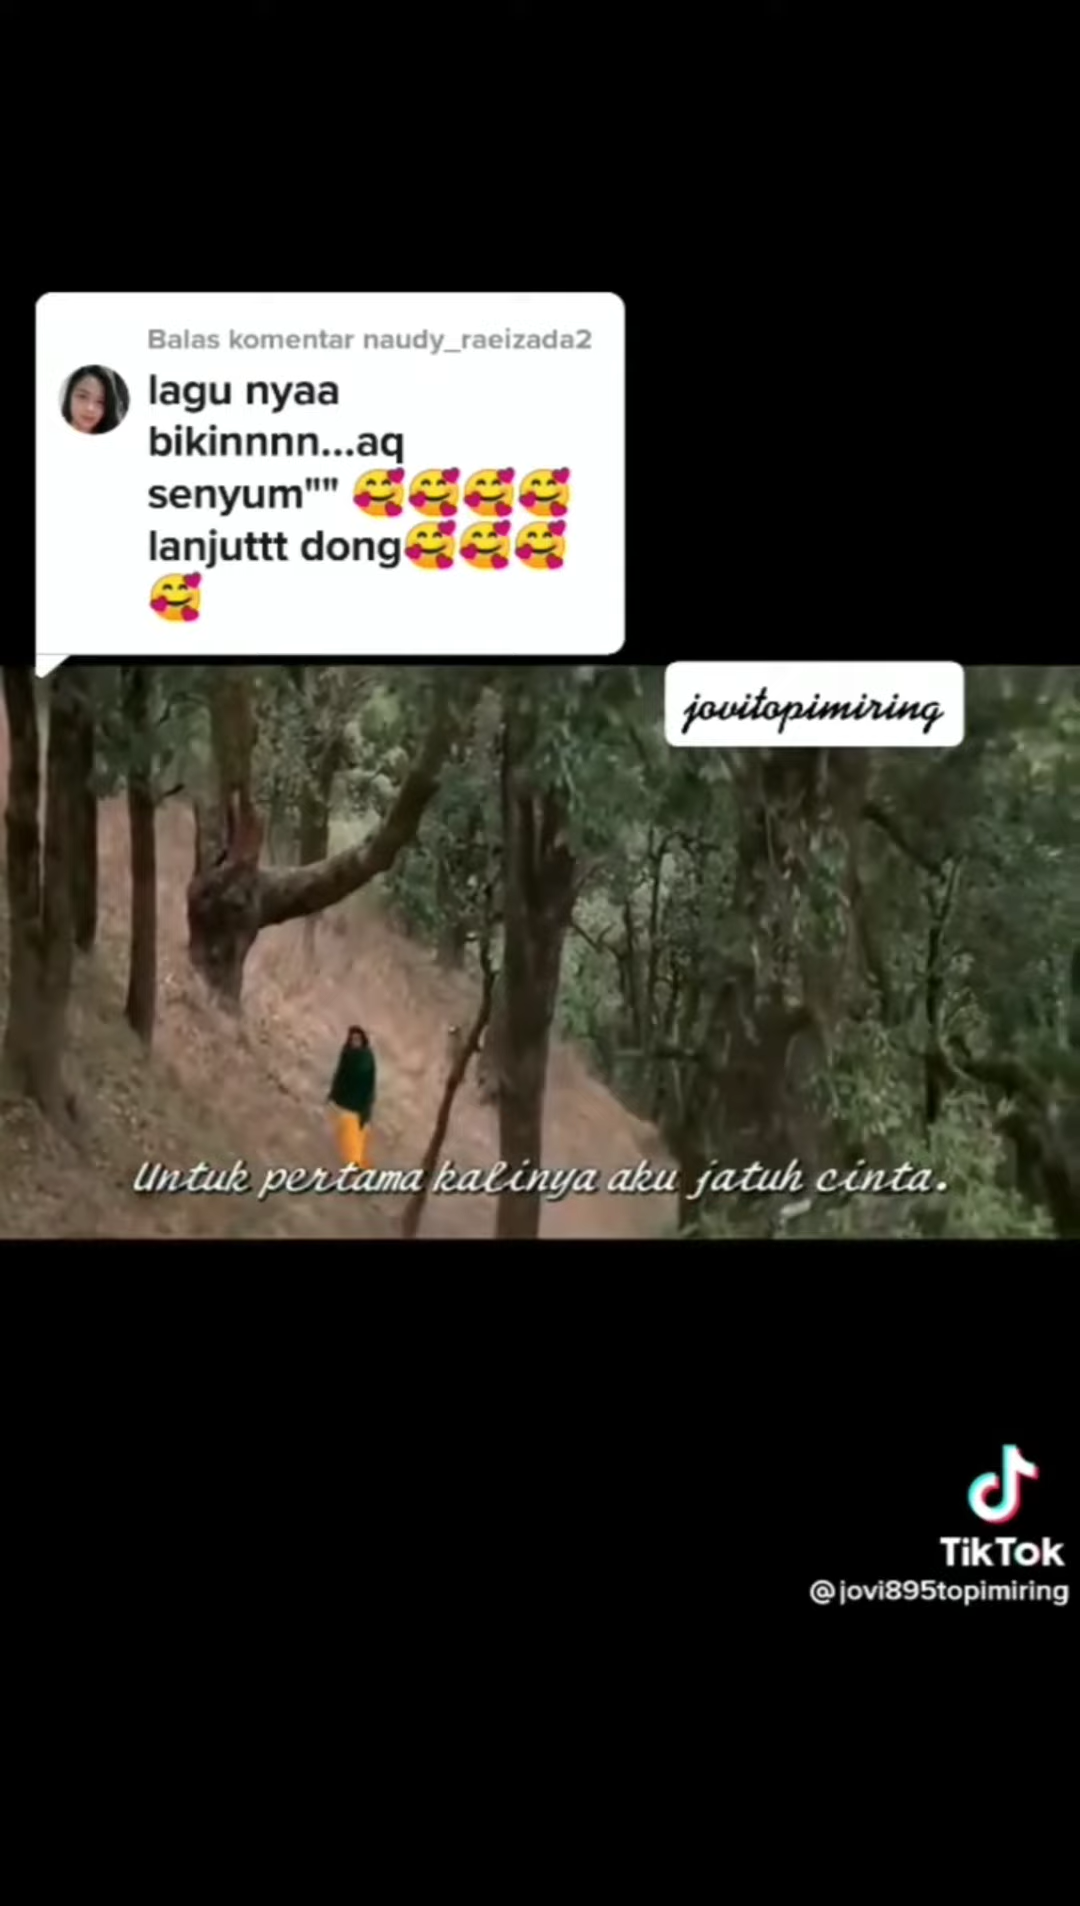 Balas komentar naudy_raeizada2
lagu nyaa
bikinnnn...aq
senyum"" 🥰🥰🥰🥰
lanjuttt dong🥰🥰🥰
🥰
jovitopimiring
Untuk pertama kalinya aku jatuh cinta.
TikTok
@jovi895topimiring